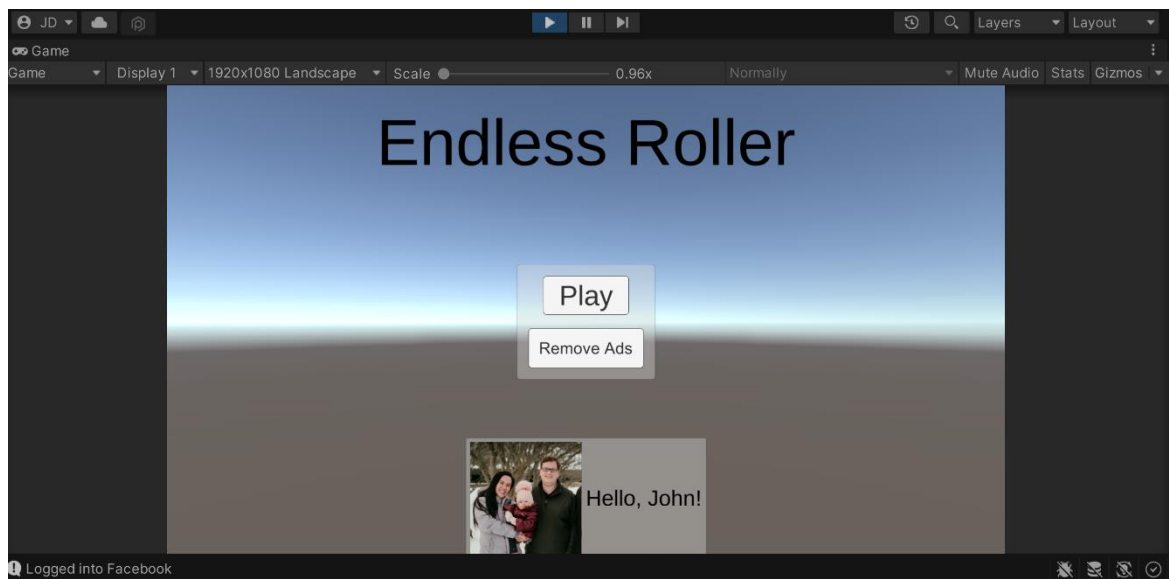 JD Layers Layout
Game
Game Display 1 1920x1080 Landscape Scale 0.96x Normally Mute Audio Stats Gizmos
Endless Roller
Play
Remove Ads
Hello, John!
Logged into Facebook